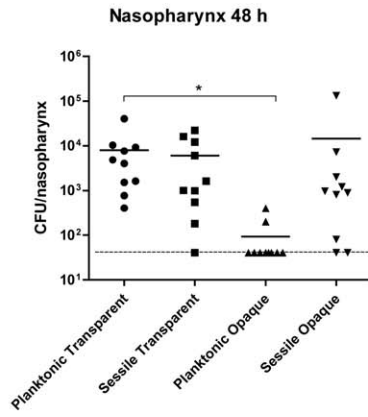 Nasopharynx 48 h
CFU/nasopharynx
10⁶
10⁵
10⁴
10³
10²
10¹
*
Planktonic Transparent
Sessile Transparent
Planktonic Opaque
Sessile Opaque